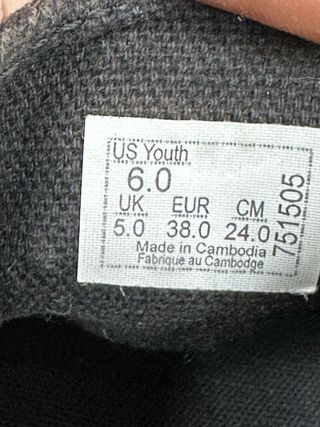 US Youth
6.0
UK EUR CM
5.0 38.0 24.0
Made in Cambodia
Fabrique au Cambodge
751505